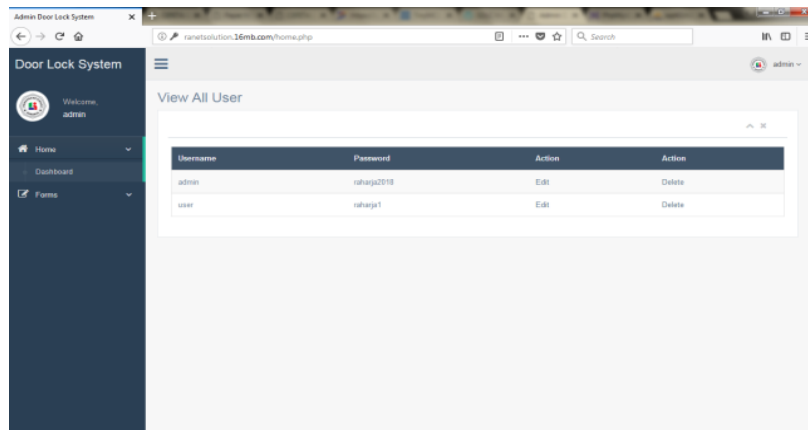 Admin Door Lock System
ranetsolution.16mb.com/home.php
Search
Door Lock System
admin
Welcome,
admin
View All User
Home
Dashboard
Forms
Username Password Action Action
admin raharja2018 Edit Delete
user raharja1 Edit Delete